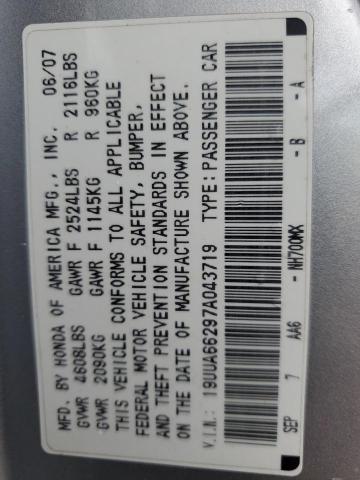 MFD. BY HONDA OF AMERICA MFG., INC. 06/07
GVWR 4608LBS GAWR F 2524LBS R 2116LBS
GVWR 2090KG GAWR F 1145KG R 960KG
THIS VEHICLE CONFORMS TO ALL APPLICABLE
FEDERAL MOTOR VEHICLE SAFETY, BUMPER,
AND THEFT PREVENTION STANDARDS IN EFFECT
ON THE DATE OF MANUFACTURE SHOWN ABOVE.
V.I.N.: 19UUA66297A043719 TYPE:PASSENGER CAR
SEP 7 AA6 - NH700MX - B - A